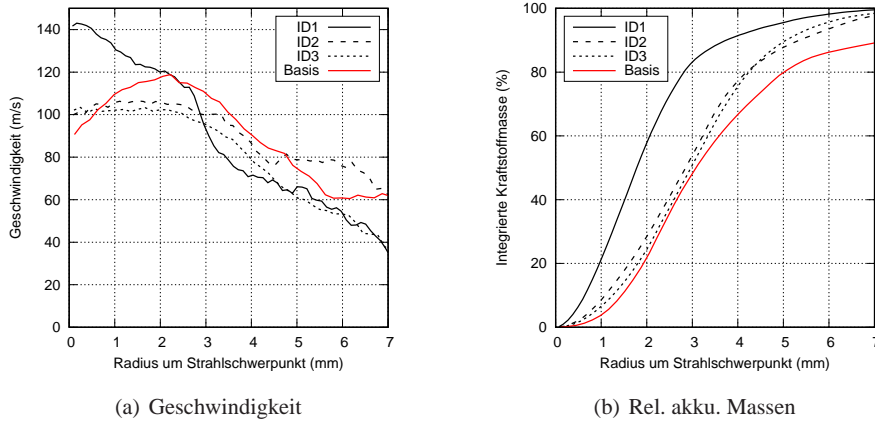 Geschwindigkeit (m/s)
140
120
100
80
60
40
20
0
0 1 2 3 4 5 6 7
Radius um Strahlschwerpunkt (mm)
ID1
ID2
ID3
Basis
(a) Geschwindigkeit
Integrierte Kraftstoffmasse (%)
100
80
60
40
20
0
0 1 2 3 4 5 6 7
Radius um Strahlschwerpunkt (mm)
ID1
ID2
ID3
Basis
(b) Rel. akku. Massen